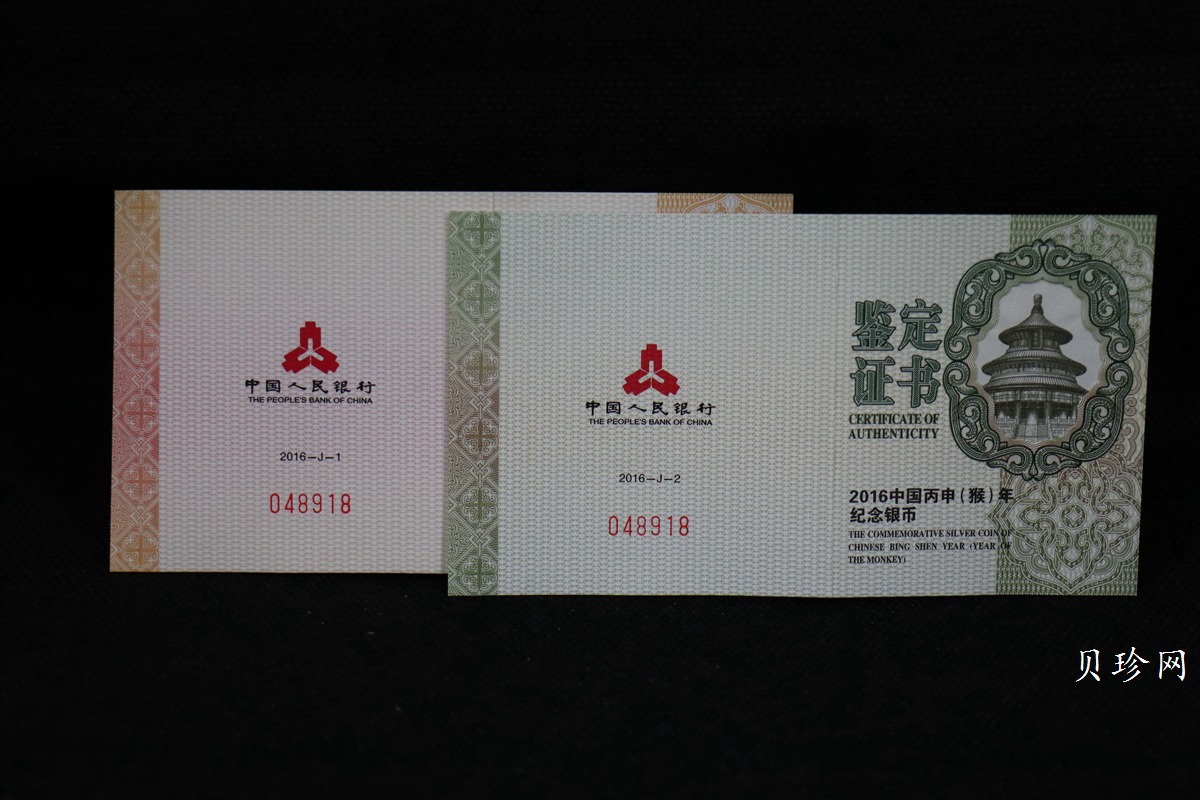 中国人民银行
THE PEOPLE'S BANK OF CHINA
2016—J—1
048918
中国人民银行
THE PEOPLE'S BANK OF CHINA
2016—J—2
048918
鉴定
证书
CERTIFICATE OF
AUTHENTICITY
2016中国丙申(猴)年
纪念银币
THE COMMEMORATIVE SILVER COIN OF
CHINESE BING SHEN YEAR (YEAR OF
THE MONKEY)
贝珍网